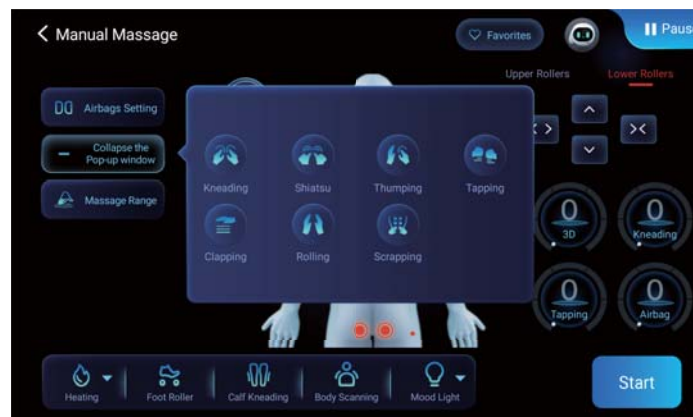 Manual Massage
Favorites
Paus
Upper Rollers
Lower Rollers
Airbags Setting
Collapse the
Pop-up window
Massage Range
Kneading
Shiatsu
Thumping
Tapping
Clapping
Rolling
Scrapping
0
3D
0
Kneading
0
Tapping
0
Airbag
Heating
Foot Roller
Calf Kneading
Body Scanning
Mood Light
Start